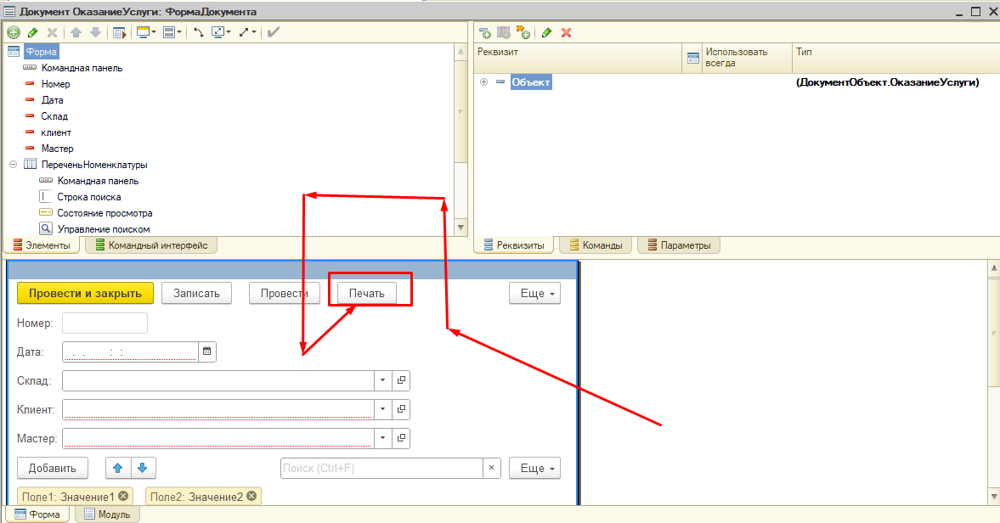 Документ ОказаниеУслуги: ФормаДокумента
Форма
Командная панель
Номер
Дата
Склад
клиент
Мастер
ПереченьНоменклатуры
Командная панель
Строка поиска
Состояние просмотра
Управление поиском
Элементы
Командный интерфейс
Реквизит
Использовать
всегда
Тип
Объект
(ДокументОбъект.ОказаниеУслуги)
Реквизиты
Команды
Параметры
Провести и закрыть
Записать
Провести
Печать
Еще
Номер:
Дата:
. . : :
Склад:
Клиент:
Мастер:
Добавить
Поиск (Ctrl+F)
×
Еще
Поле1: Значение1
Поле2: Значение2
Форма
Модуль